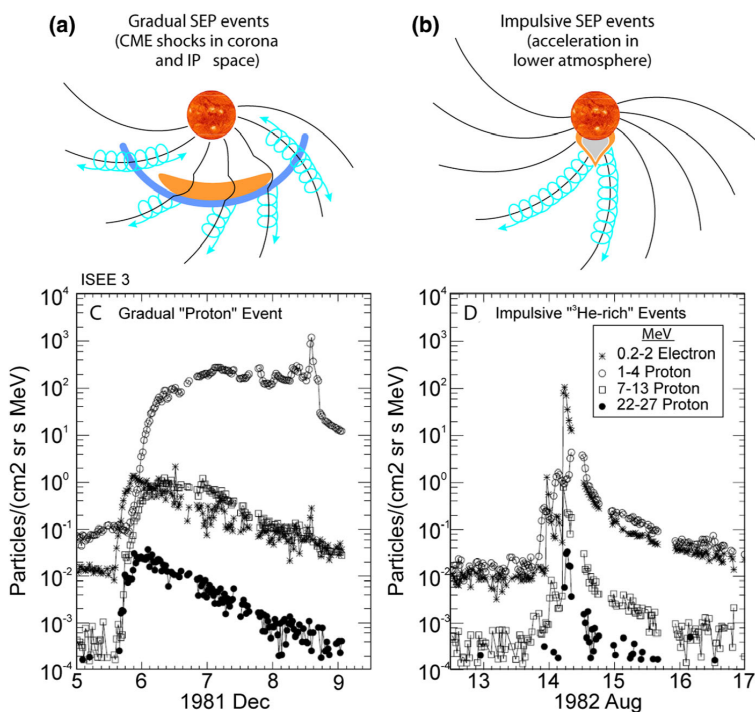 (a)
Gradual SEP events
(CME shocks in corona
and IP space)
(b)
Impulsive SEP events
(acceleration in
lower atmosphere)
ISEE 3
C Gradual "Proton" Event
Particles/(cm2 sr s MeV)
10⁴
10³
10²
10¹
10⁰
10⁻¹
10⁻²
10⁻³
10⁻⁴
5 6 7 8 9
1981 Dec
D Impulsive "³He-rich" Events
MeV
0.2-2 Electron
1-4 Proton
7-13 Proton
22-27 Proton
Particles/(cm2 sr s MeV)
10⁴
10³
10²
10¹
10⁰
10⁻¹
10⁻²
10⁻³
10⁻⁴
13 14 15 16 17
1982 Aug